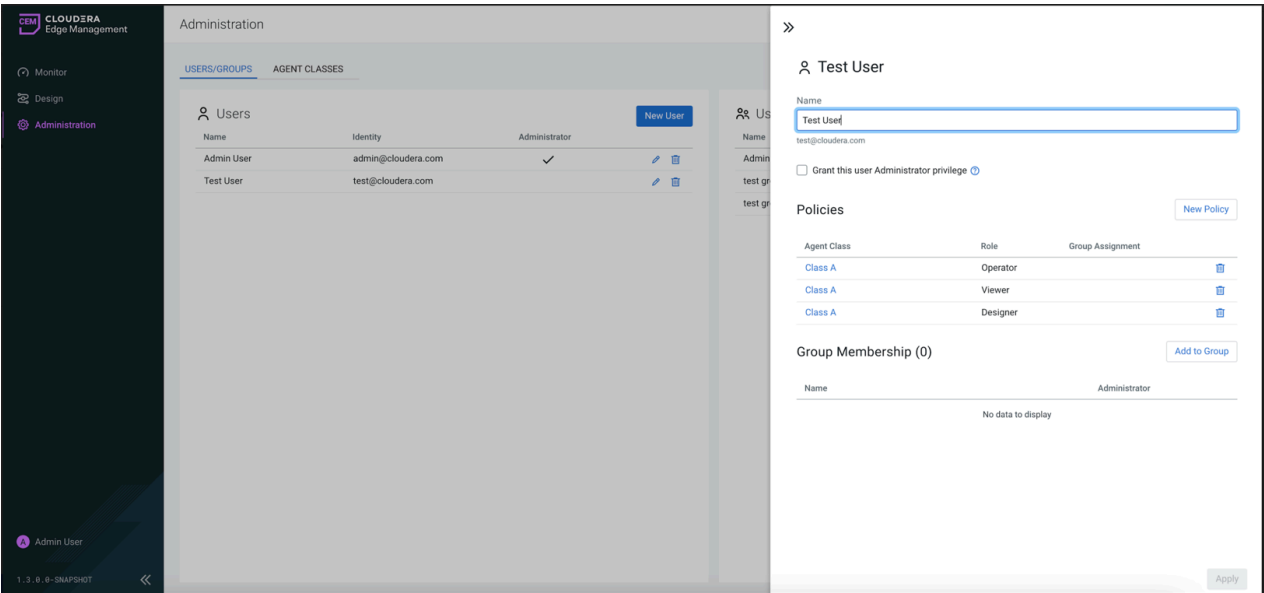 CEM CLOUDERA
Edge Management
Monitor
Design
Administration
Admin User
1.3.0.0-SNAPSHOT
Administration
USERS/GROUPS AGENT CLASSES
Users New User
Name Identity Administrator
Admin User admin@cloudera.com
Test User test@cloudera.com
Us
Name
Admin
test gr
test gr
Test User
Name
Test User
test@cloudera.com
Grant this user Administrator privilege
Policies New Policy
Agent Class Role Group Assignment
Class A Operator
Class A Viewer
Class A Designer
Group Membership (0) Add to Group
Name Administrator
No data to display
Apply